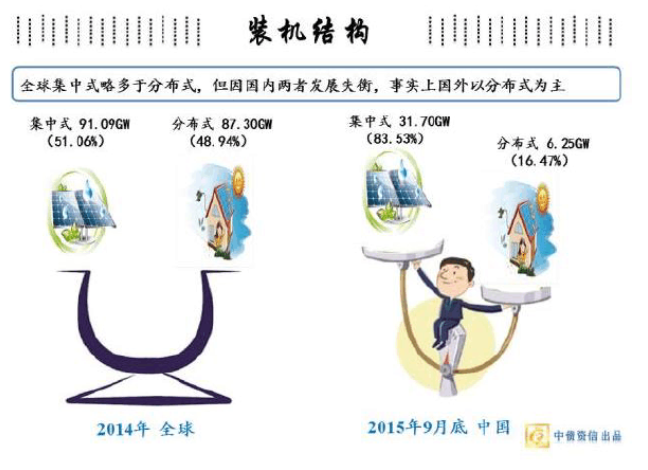 装机结构
全球集中式略多于分布式，但因国内两者发展失衡，事实上国外以分布式为主
集中式 91.09GW
(51.06%)
分布式 87.30GW
(48.94%)
集中式 31.70GW
(83.53%)
分布式 6.25GW
(16.47%)
2014年 全球
2015年9月底 中国
中债资信出品